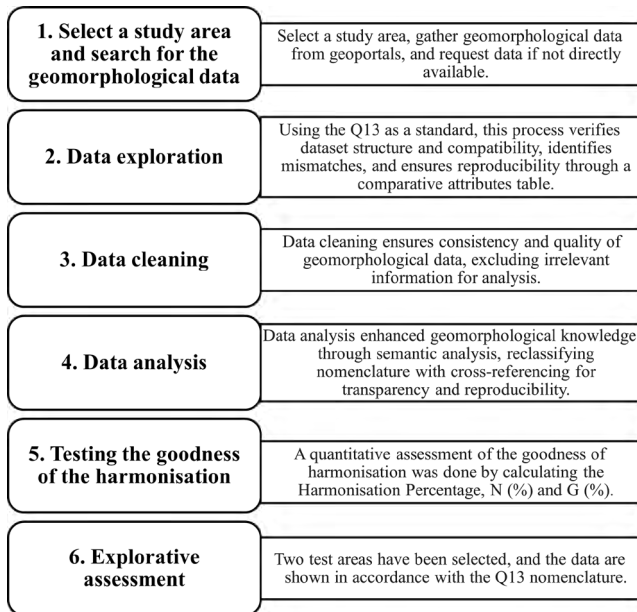 1. Select a study area
and search for the
geomorphological data
Select a study area, gather geomorphological data
from geoportals, and request data if not directly
available.
2. Data exploration
Using the Q13 as a standard, this process verifies
dataset structure and compatibility, identifies
mismatches, and ensures reproducibility through a
comparative attributes table.
3. Data cleaning
Data cleaning ensures consistency and quality of
geomorphological data, excluding irrelevant
information for analysis.
4. Data analysis
Data analysis enhanced geomorphological knowledge
through semantic analysis, reclassifying
nomenclature with cross-referencing for
transparency and reproducibility.
5. Testing the goodness
of the harmonisation
A quantitative assessment of the goodness of
harmonisation was done by calculating the
Harmonisation Percentage, N (%) and G (%).
6. Explorative
assessment
Two test areas have been selected, and the data are
shown in accordance with the Q13 nomenclature.